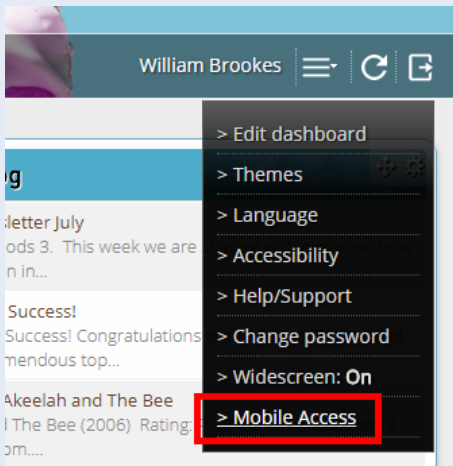 William Brookes
> Edit dashboard
> Themes
> Language
> Accessibility
> Help/Support
> Change password
> Widescreen: On
> Mobile Access
og
sletter July
ods 3. This week we are
n in...
Success!
Success! Congratulations
mendous top...
Akeelah and The Bee
l The Bee (2006) Rating:
om....